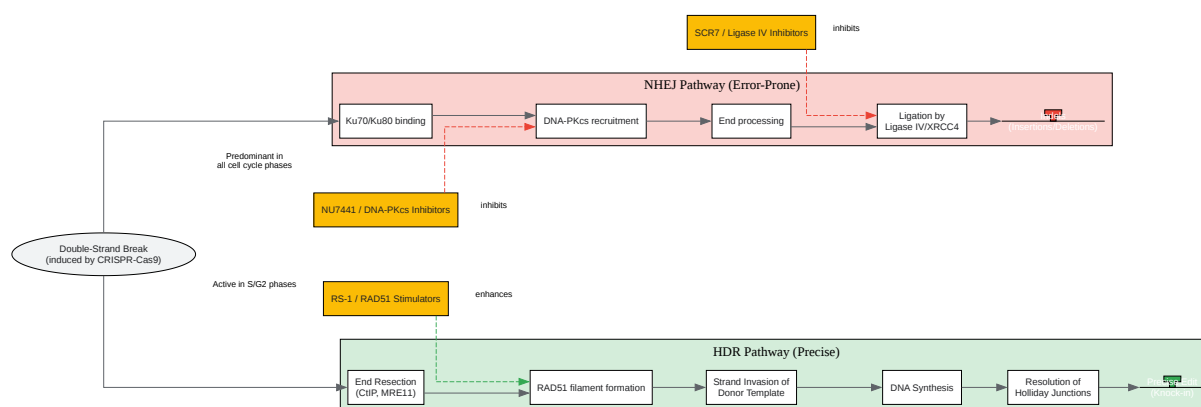 SCR7 / Ligase IV Inhibitors
inhibits
NHEJ Pathway (Error-Prone)
Ku70/Ku80 binding
DNA-PKcs recruitment
End processing
Ligation by
Ligase IV/XRCC4
(Insertions/Deletions)
Predominant in
all cell cycle phases
NU7441 / DNA-PKcs Inhibitors
inhibits
Double-Strand Break
(induced by CRISPR-Cas9)
Active in S/G2 phases
RS-1 / RAD51 Stimulators
enhances
HDR Pathway (Precise)
End Resection
(CtIP, MRE11)
RAD51 filament formation
Strand Invasion of
Donor Template
DNA Synthesis
Resolution of
Holliday Junctions
(Knock-in)